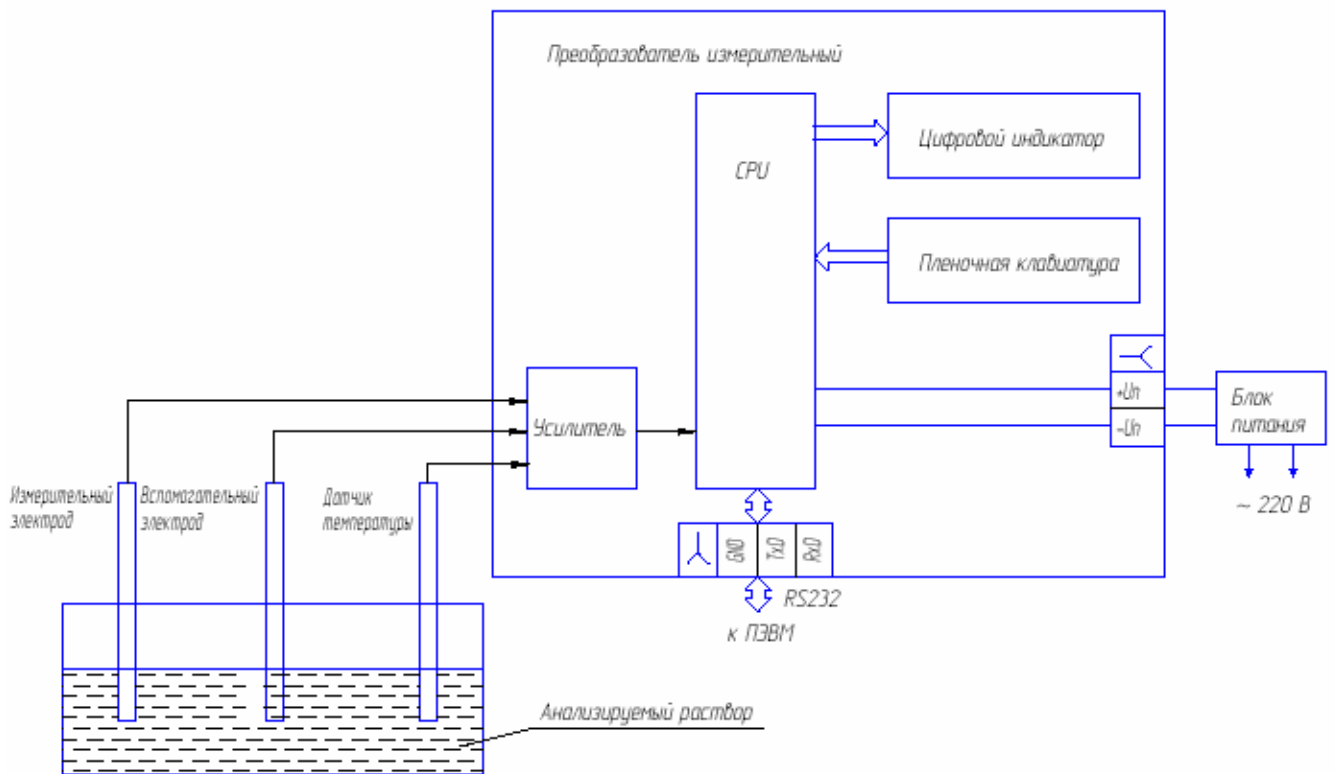 Преобразователь измерительный
Цифровой индикатор
CPU
Пленочная клавиатура
+Uп
-Uп
Блок
питания
~ 220 В
Усилитель
Измерительный
электрод
Вспомогательный
электрод
Датчик
температуры
GND
TxD
RxD
RS232
к ПЭВМ
Анализируемый раствор